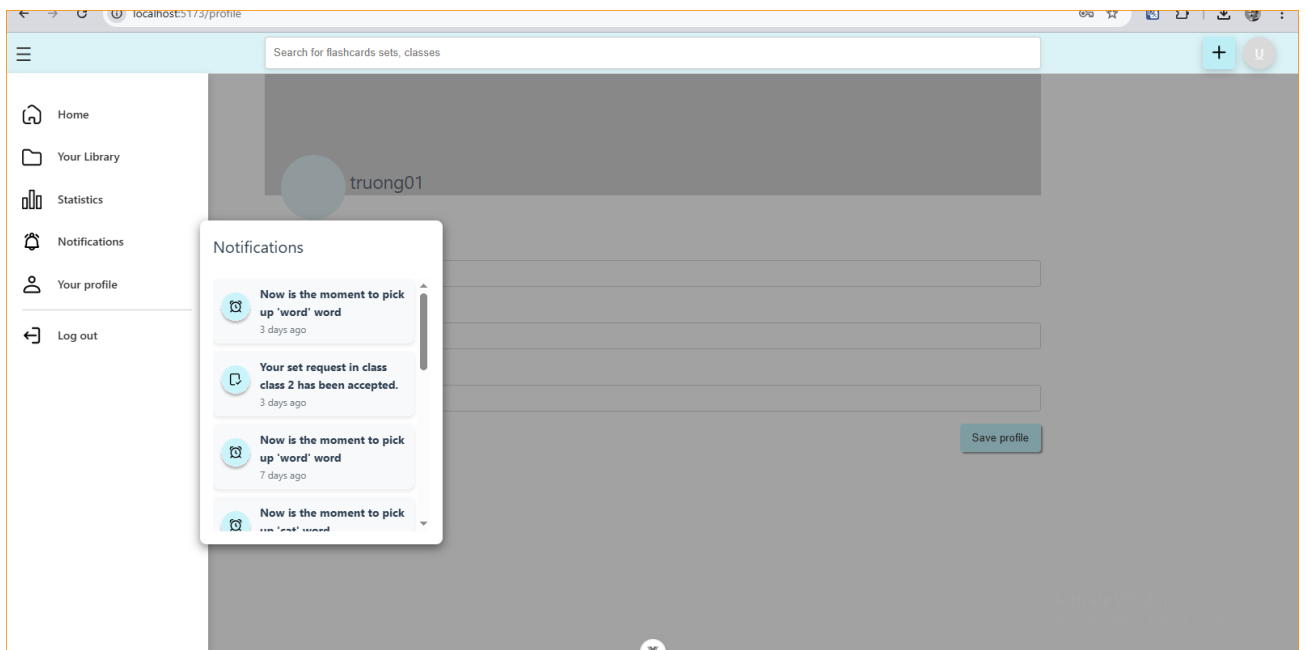 localhost:5173/profile
Search for flashcards sets, classes
+
U
Home
Your Library
Statistics
Notifications
Your profile
Log out
truong01
Notifications
Now is the moment to pick
up 'word' word
3 days ago
Your set request in class
class 2 has been accepted.
3 days ago
Now is the moment to pick
up 'word' word
7 days ago
Now is the moment to pick
up 'cat' word
Save profile